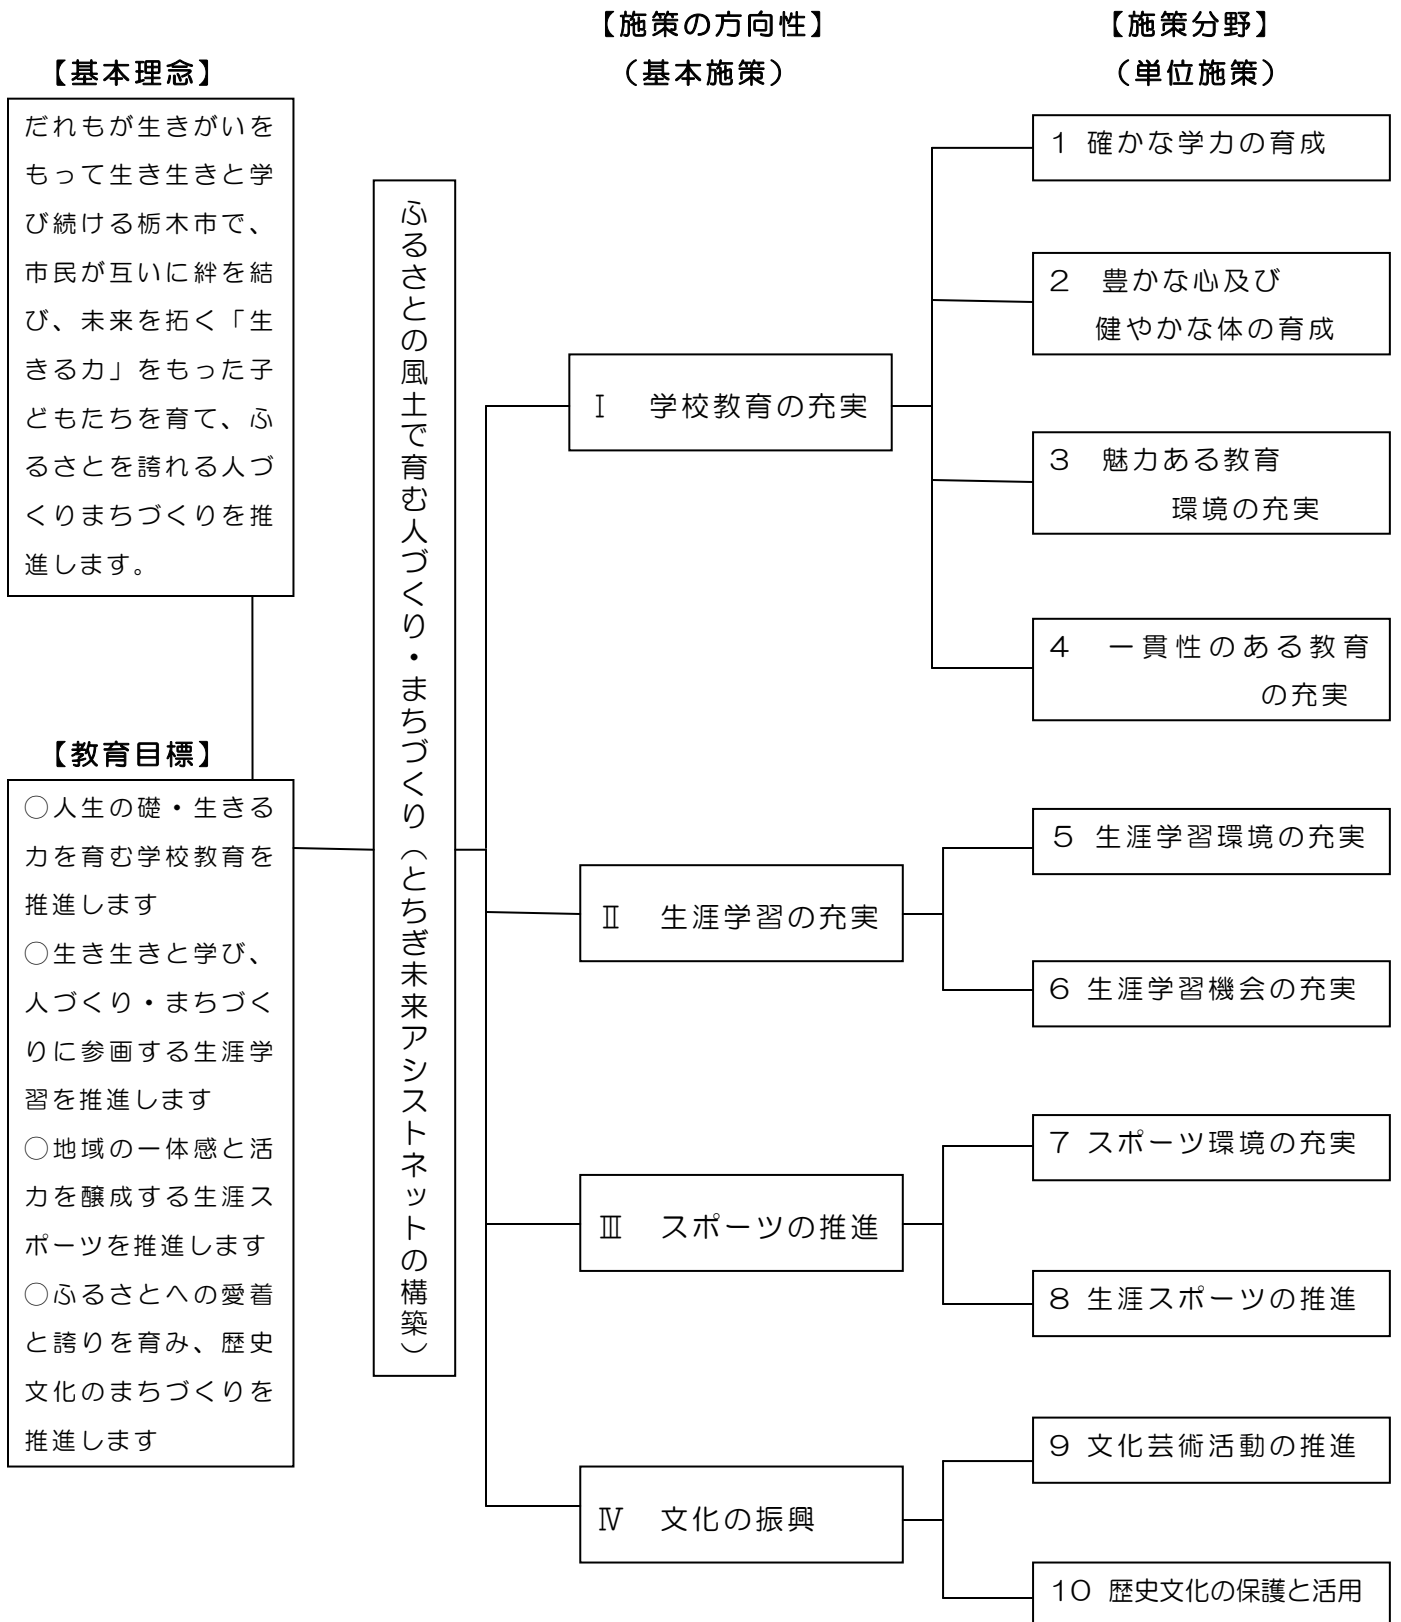 【基本理念】
だれもが生きがいを
もって生き生きと学
び続ける栃木市で、
市民が互いに絆を結
び、未来を拓く「生
きる力」をもった子
どもたちを育て、ふ
るさとを誇れる人づ
くりまちづくりを推
進します。
【教育目標】
○人生の礎・生きる
力を育む学校教育を
推進します
○生き生きと学び、
人づくり・まちづく
りに参画する生涯学
習を推進します
○地域の一体感と活
力を醸成する生涯ス
ポーツを推進します
○ふるさとへの愛着
と誇りを育み、歴史
文化のまちづくりを
推進します
ふるさとの風土で育む人づくり・まちづくり（とちぎ未来アシストネットの構築）
【施策の方向性】
（基本施策）
Ⅰ　学校教育の充実
Ⅱ　生涯学習の充実
Ⅲ　スポーツの推進
Ⅳ　文化の振興
【施策分野】
（単位施策）
１ 確かな学力の育成
２　豊かな心及び
健やかな体の育成
３　魅力ある教育
環境の充実
４　一貫性のある教育
の充実
５ 生涯学習環境の充実
６ 生涯学習機会の充実
７ スポーツ環境の充実
８ 生涯スポーツの推進
９ 文化芸術活動の推進
１０ 歴史文化の保護と活用